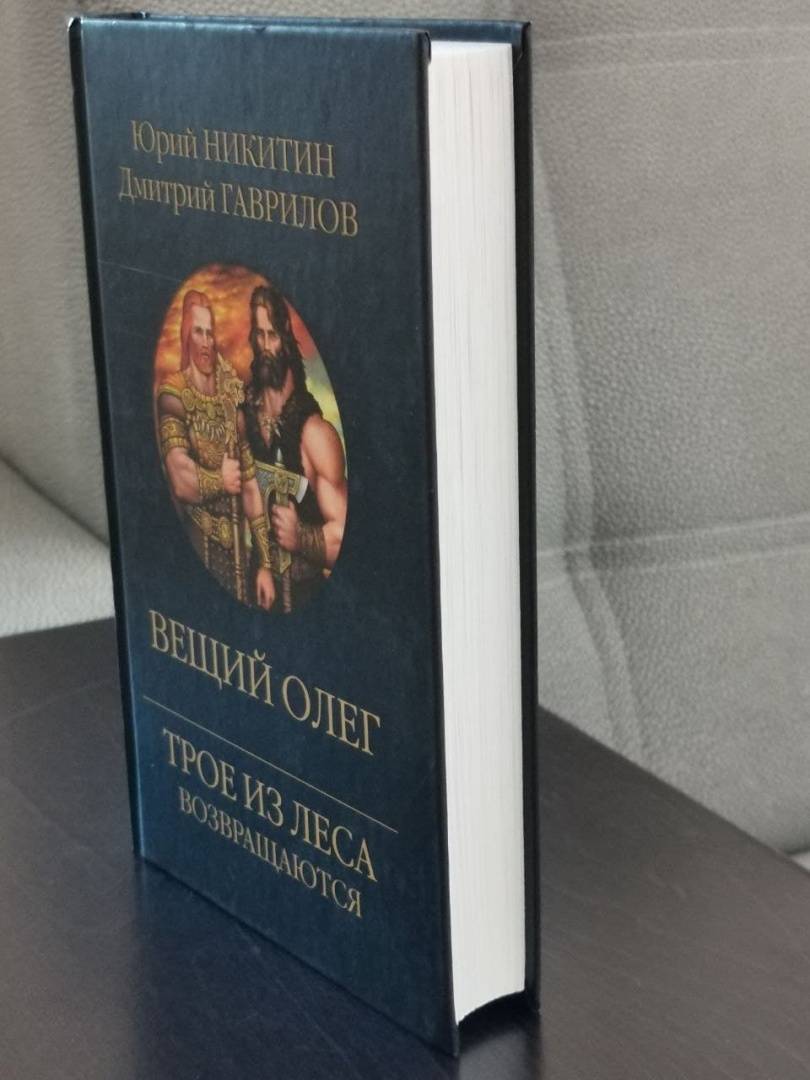 Юрий НИКИТИН
Дмитрий ГАВРИЛОВ
ВЕЩИЙ ОЛЕГ
ТРОЕ ИЗ ЛЕСА
ВОЗВРАЩАЮТСЯ